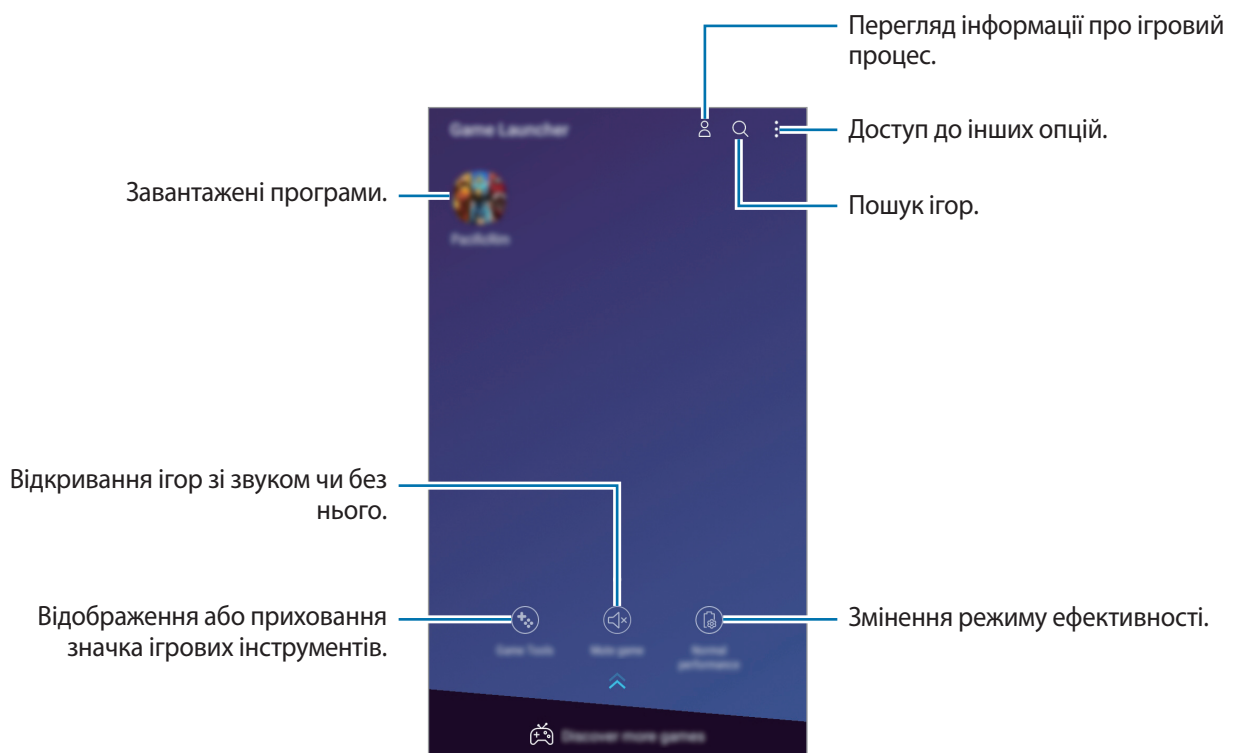 Перегляд інформації про ігровий
процес.
Game Launcher
Доступ до інших опцій.
Завантажені програми.
Пошук ігор.
Відкривання ігор зі звуком чи без
нього.
Відображення або приховання
значка ігрових інструментів.
Змінення режиму ефективності.
Game Tools
Mute game
Normal
performance
Discover more games